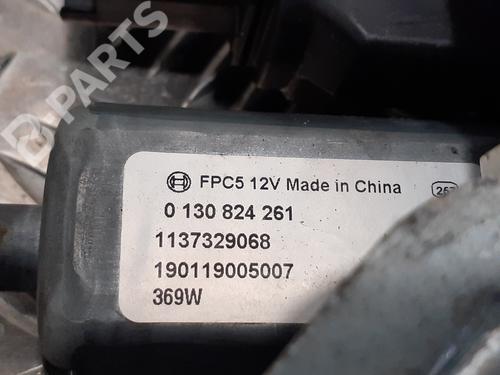 B PARTS
FPC5 12V Made in China
0 130 824 261
1137329068
190119005007
369W